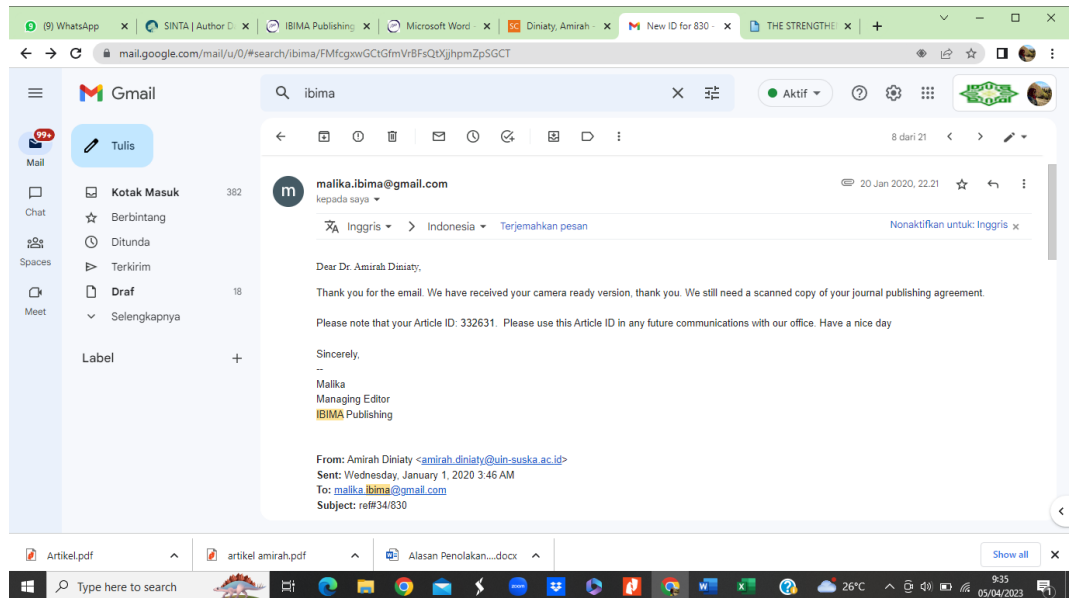 (9) WhatsApp
SINTA | Author D
IBIMA Publishing
Microsoft Word -
Diniaty, Amirah -
New ID for 830 -
THE STRENGTHE
mail.google.com/mail/u/0/#search/ibima/FMfcgxwGCtGfmVrBFsQtXjjhpmZpSGCT
Gmail
ibima
Aktif
99+
Mail
Chat
Spaces
Meet
Tulis
Kotak Masuk 382
Berbintang
Ditunda
Terkirim
Draf 18
Selengkapnya
Label
8 dari 21
m
malika.ibima@gmail.com
20 Jan 2020, 22.21
kepada saya
Inggris > Indonesia Terjemahkan pesan
Nonaktifkan untuk: Inggris x
Dear Dr. Amirah Diniaty,
Thank you for the email. We have received your camera ready version, thank you. We still need a scanned copy of your journal publishing agreement.
Please note that your Article ID: 332631. Please use this Article ID in any future communications with our office. Have a nice day
Sincerely,
--
Malika
Managing Editor
IBIMA Publishing
From: Amirah Diniaty <amirah.diniaty@uin-suska.ac.id>
Sent: Wednesday, January 1, 2020 3:46 AM
To: malika.ibima@gmail.com
Subject: ref#34/830
Artikel.pdf
artikel amirah.pdf
Alasan Penolakan....docx
Show all
Type here to search
zoom
26°C
9:35
05/04/2023